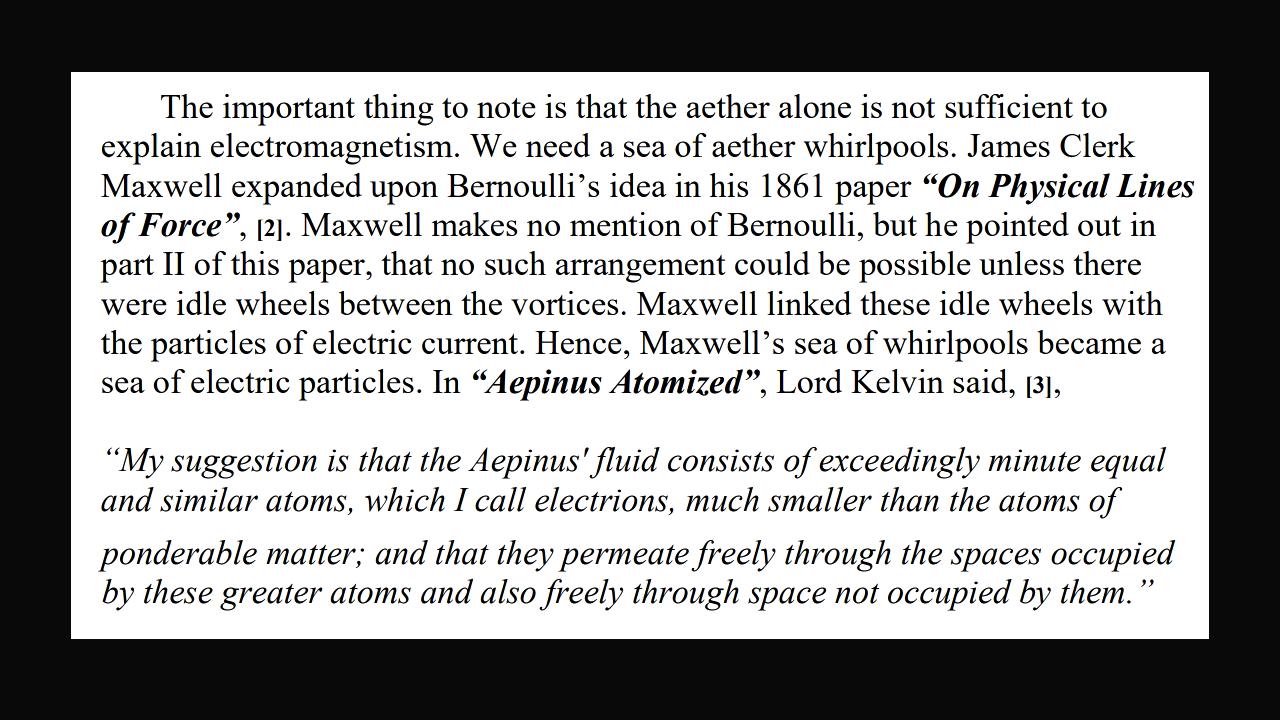 The important thing to note is that the aether alone is not sufficient to
explain electromagnetism. We need a sea of aether whirlpools. James Clerk
Maxwell expanded upon Bernoulli’s idea in his 1861 paper “On Physical Lines
of Force”, [2]. Maxwell makes no mention of Bernoulli, but he pointed out in
part II of this paper, that no such arrangement could be possible unless there
were idle wheels between the vortices. Maxwell linked these idle wheels with
the particles of electric current. Hence, Maxwell’s sea of whirlpools became a
sea of electric particles. In “Aepinus Atomized”, Lord Kelvin said, [3],
“My suggestion is that the Aepinus' fluid consists of exceedingly minute equal
and similar atoms, which I call electrions, much smaller than the atoms of
ponderable matter; and that they permeate freely through the spaces occupied
by these greater atoms and also freely through space not occupied by them.”